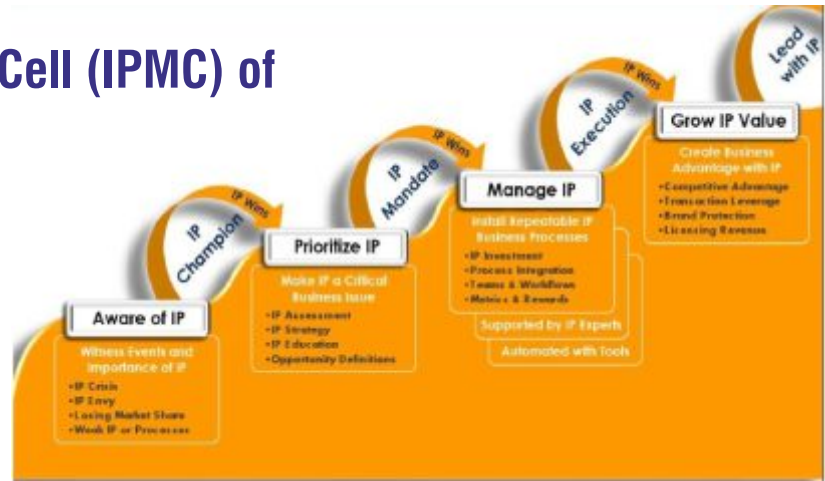 Cell (IPMC) of
Lead
with IP
IP Wins
IP
Execution
Grow IP Value
Create Business
Advantage with IP
•Competitive Advantage
•Transaction Leverage
•Brand Protection
•Licensing Revenue
IP Wins
IP
Mandate
Manage IP
Install Repeatable IP
Business Processes
•IP Investment
•Process Integration
•Teams & Workflows
•Metrics & Rewards
Supported by IP Experts
Automated with Tools
IP Wins
IP
Champion
Prioritize IP
Make IP a Critical
Business Issue
•IP Assessment
•IP Strategy
•IP Education
•Opportunity Definitions
Aware of IP
Witness Events and
Importance of IP
•IP Crisis
•IP Envy
•Losing Market Share
•Weak IP or Processes